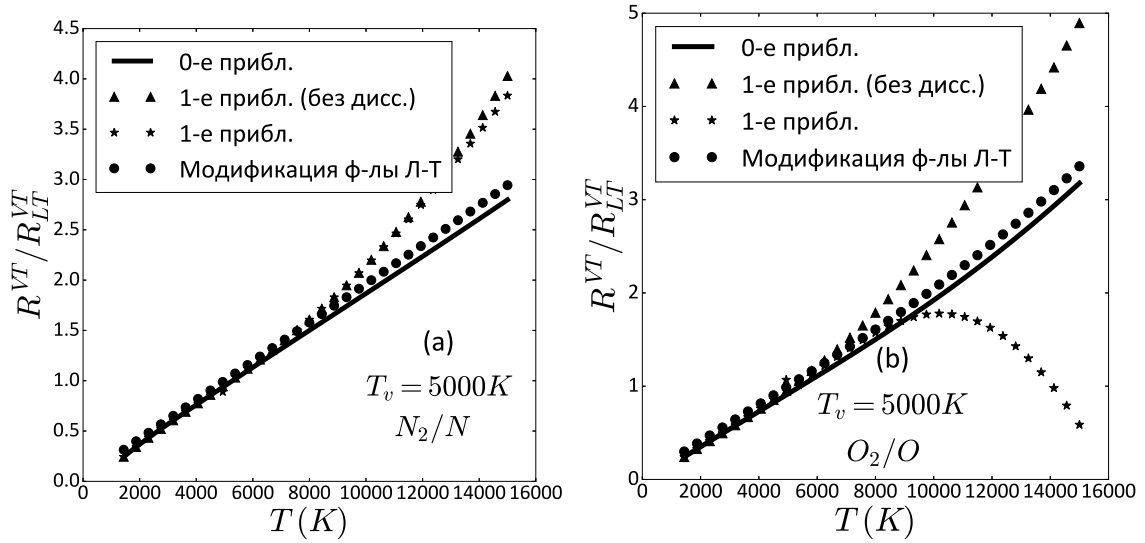 4.5
4.0
3.5
3.0
2.5
2.0
1.5
1.0
0.5
0.0
R^{VT}/R_{LT}^{VT}
0-е прибл.
1-е прибл. (без дисс.)
1-е прибл.
Модификация ф-лы Л-Т
(a)
T_v = 5000K
N_2/N
0 2000 4000 6000 8000 10000 12000 14000 16000
T (K)
5
4
3
2
1
0
R^{VT}/R_{LT}^{VT}
0-е прибл.
1-е прибл. (без дисс.)
1-е прибл.
Модификация ф-лы Л-Т
(b)
T_v = 5000K
O_2/O
0 2000 4000 6000 8000 10000 12000 14000 16000
T (K)